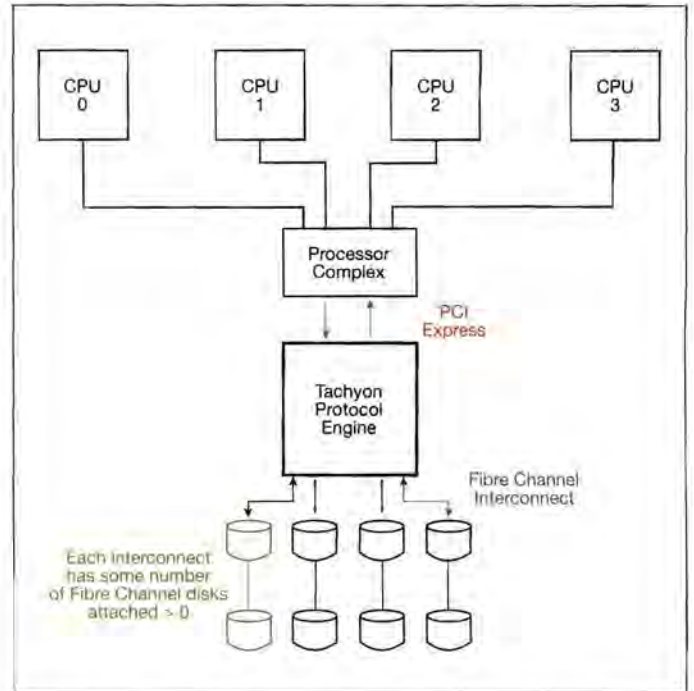 CPU
0
CPU
1
CPU
2
CPU
3
Processor
Complex
PCI
Express
Tachyon
Protocol
Engine
Fibre Channel
Interconnect
Each interconnect
has some number
of Fibre Channel disks
attached > 0